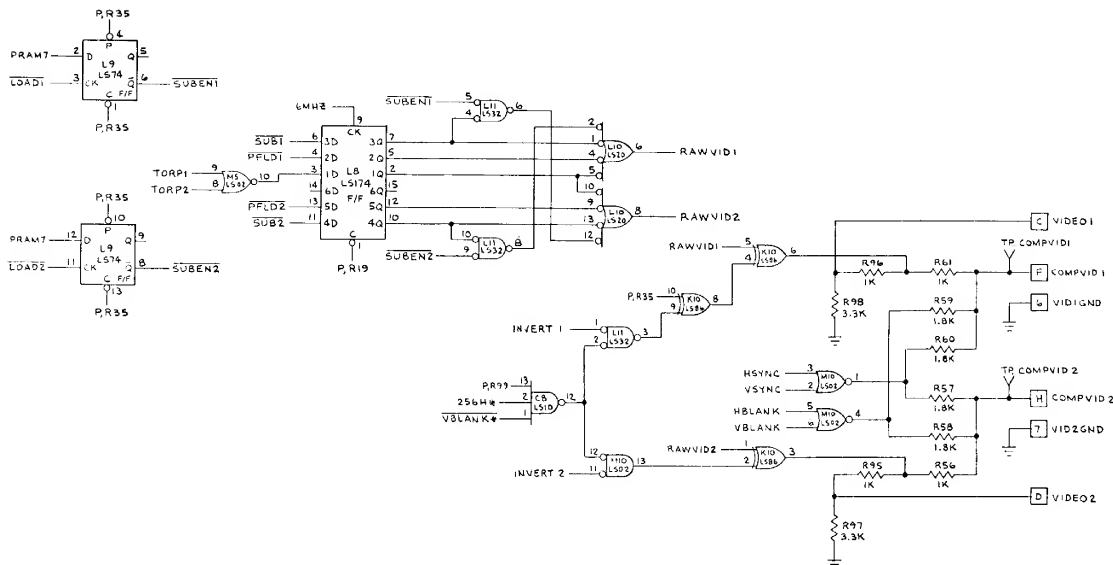 P,R35
4
P
PRAM7
2
D
Q
5
L9
LS74
LOAD1
3
CK
F/F
Q
6
SUBEN1
C
1
P,R35
TORP1
9
TORP2
8
M5
LS02
10
P,R35
10
P
PRAM7
12
D
Q
9
L9
LS74
LOAD2
11
CK
F/F
Q
8
SUBEN2
C
13
P,R35
6MHZ
9
CK
SUB1
6
3D
3Q
7
PFLD1
4
2D
2Q
5
3
1D
1Q
2
L8
LS174
F/F
14
6D
6Q
15
PFLD2
13
5D
5Q
12
SUB2
11
4D
4Q
10
C
1
P,R19
SUBEN1
5
4
L11
LS32
6
10
SUBEN2
9
L11
LS32
8
2
1
4
5
L10
LS20
6
RAWVID1
10
9
13
12
L10
LS20
8
RAWVID2
RAWVID1
5
4
K10
LS86
6
P,R35
10
9
K10
LS86
8
INVERT 1
1
2
L11
LS32
3
P,R99
13
256H*
2
VBLANK*
1
C8
LS10
12
12
INVERT 2
11
M10
LS02
13
RAWVID2
1
2
K10
LS86
3
HSYNC
3
VSYNC
2
M10
LS02
1
HBLANK
5
VBLANK
6
M10
LS02
4
C
VIDEO1
TP COMPVID1
R96
1K
R61
1K
F
COMPVID1
R98
3.3K
R59
1.8K
6
VID1GND
R60
1.8K
TP COMPVID2
R57
1.8K
H
COMPVID2
R58
1.8K
7
VID2GND
R95
1K
R56
1K
D
VIDEO2
R97
3.3K